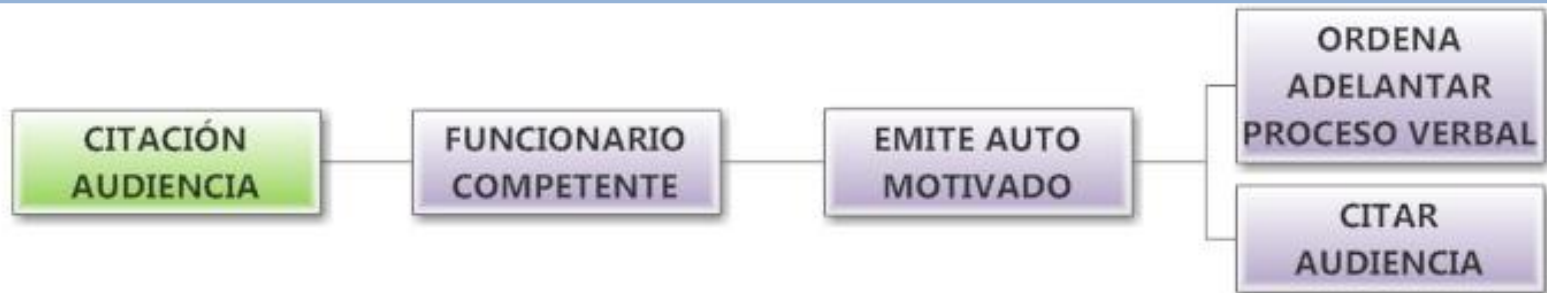 CITACIÓN
AUDIENCIA
FUNCIONARIO
COMPETENTE
EMITE AUTO
MOTIVADO
ORDENA
ADELANTAR
PROCESO VERBAL
CITAR
AUDIENCIA